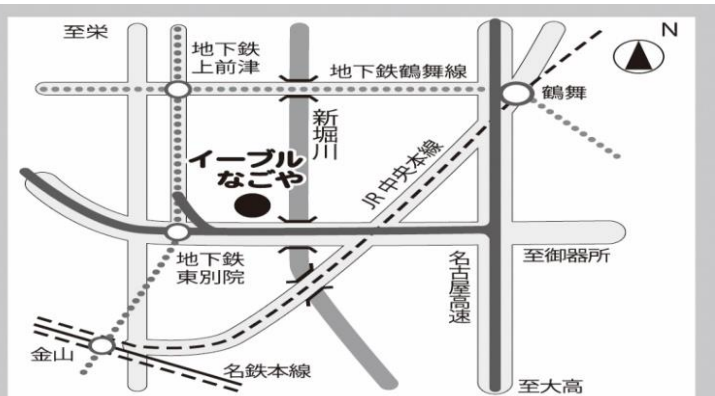 至栄
地下鉄
上前津
地下鉄鶴舞線
N
鶴舞
新堀川
イーブル
なごや
JR中央本線
地下鉄
東別院
名古屋高速
至御器所
金山
名鉄本線
至大高